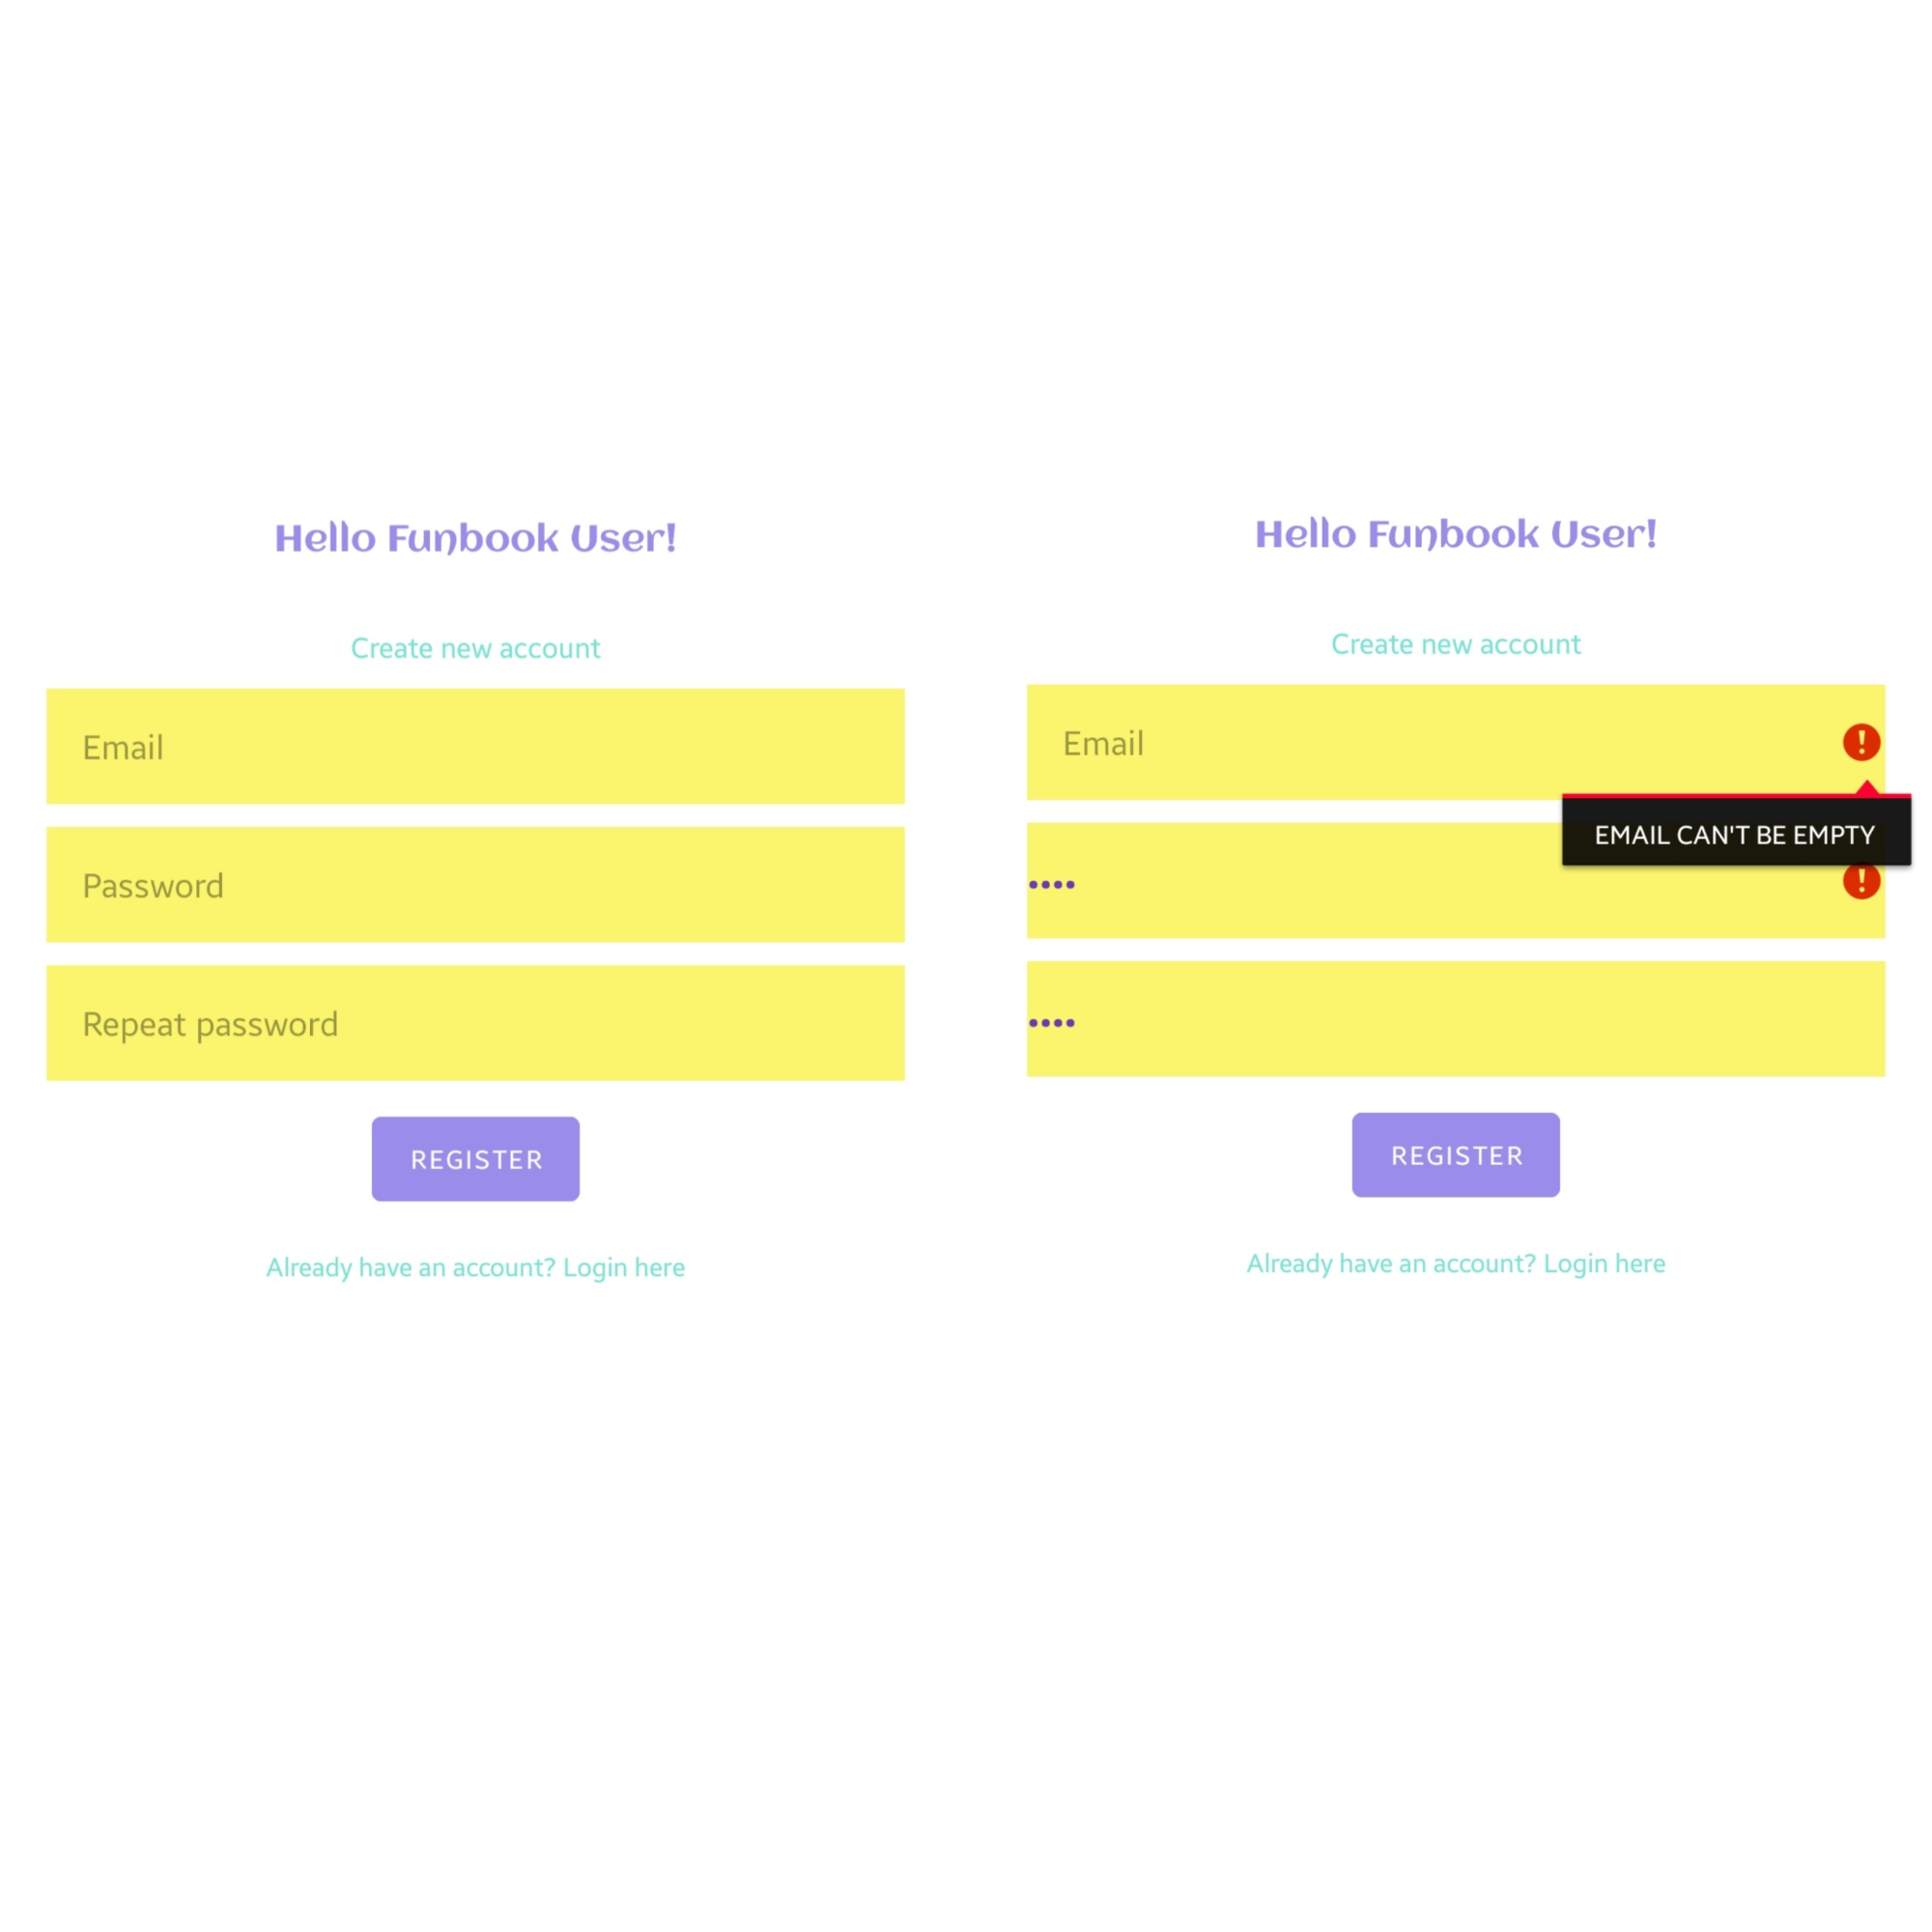 Hello Funbook User!
Create new account
Email
Password
Repeat password
REGISTER
Already have an account? Login here
Hello Funbook User!
Create new account
Email
!
EMAIL CAN'T BE EMPTY
••••
!
••••
REGISTER
Already have an account? Login here